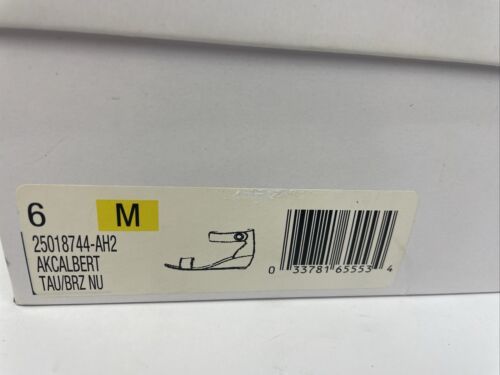 6 M
25018744-AH2
AKCALBERT
TAU/BRZ NU
0 33781 65553 4